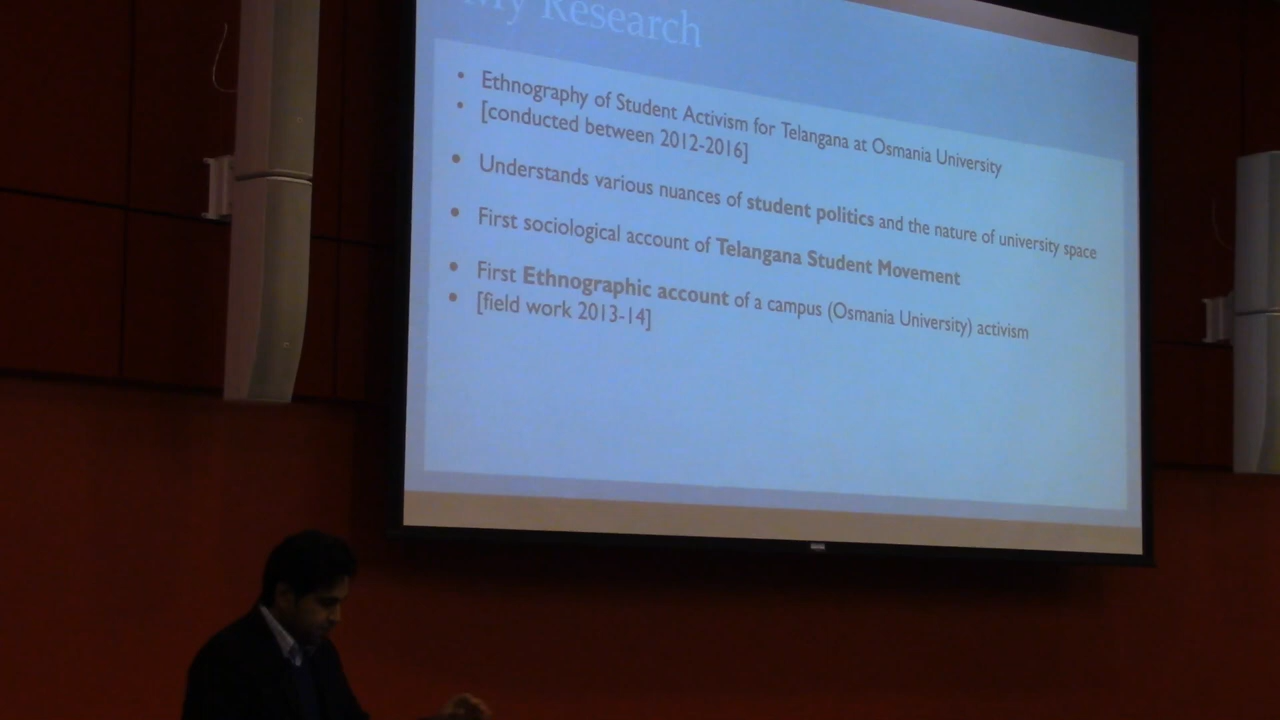 My Research
• Ethnography of Student Activism for Telangana at Osmania University
• [conducted between 2012-2016]
• Understands various nuances of student politics and the nature of university space
• First sociological account of Telangana Student Movement
• First Ethnographic account of a campus (Osmania University) activism
• [field work 2013-14]